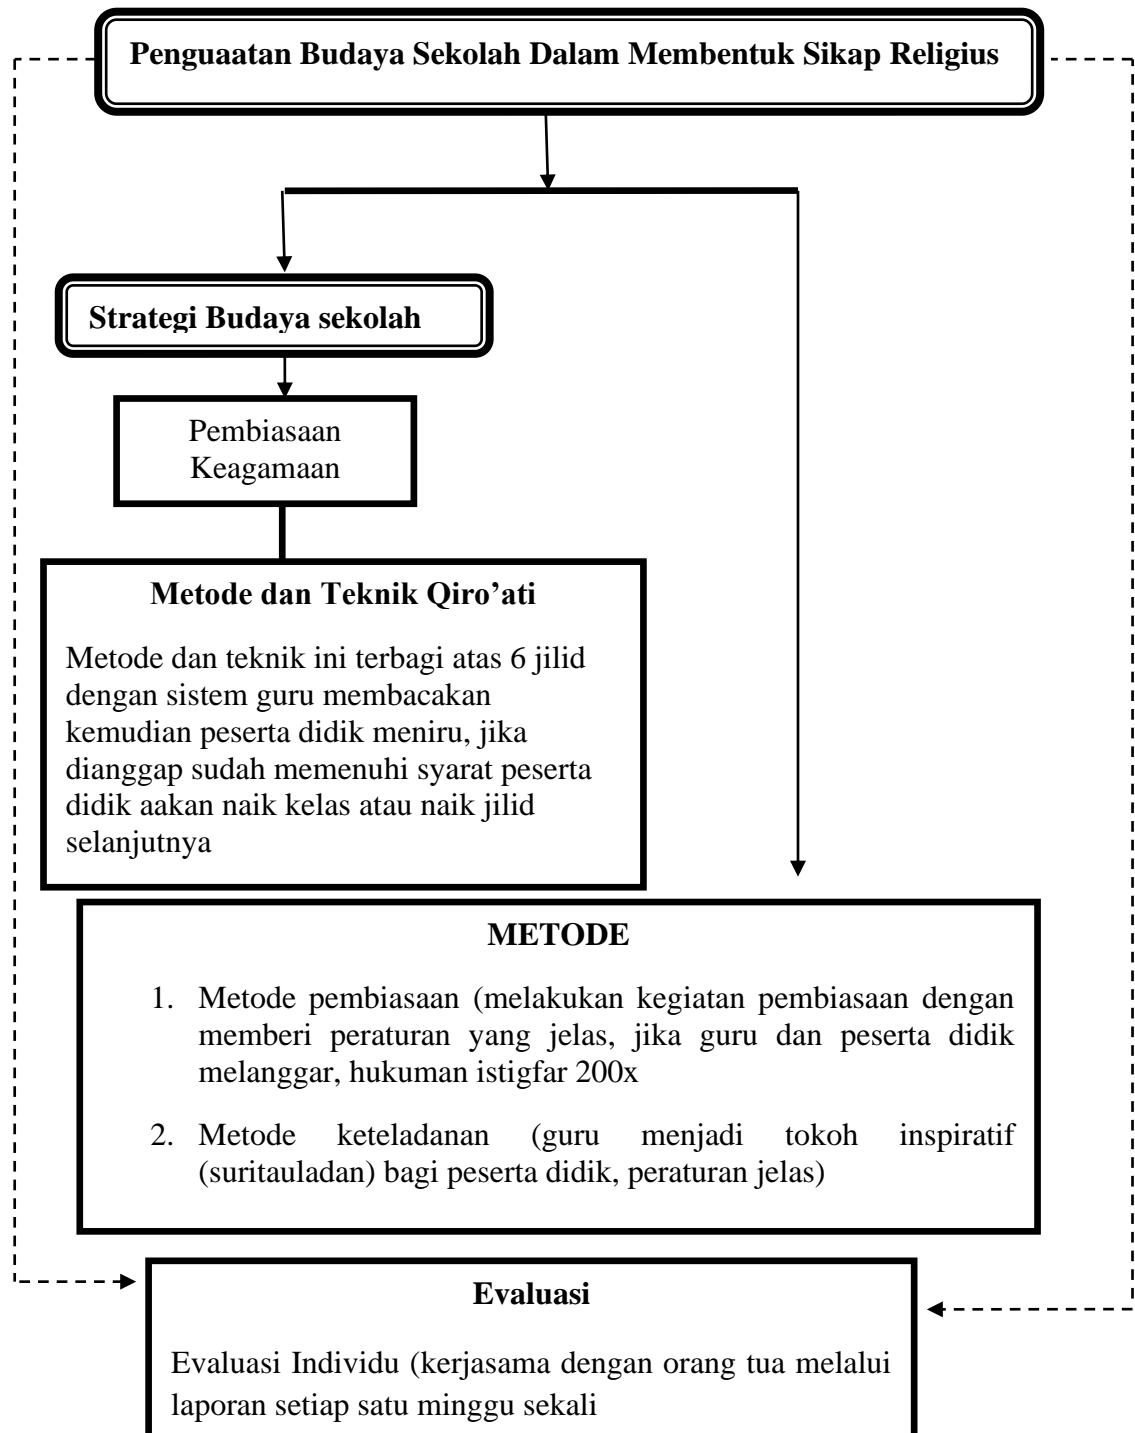 Penguaatan Budaya Sekolah Dalam Membentuk Sikap Religius
Strategi Budaya sekolah
Pembiasaan
Keagamaan
Metode dan Teknik Qiro’ati
Metode dan teknik ini terbagi atas 6 jilid
dengan sistem guru membacakan
kemudian peserta didik meniru, jika
dianggap sudah memenuhi syarat peserta
didik aakan naik kelas atau naik jilid
selanjutnya
METODE
1. Metode pembiasaan (melakukan kegiatan pembiasaan dengan
memberi peraturan yang jelas, jika guru dan peserta didik
melanggar, hukuman istigfar 200x
2. Metode keteladanan (guru menjadi tokoh inspiratif
(suritauladan) bagi peserta didik, peraturan jelas)
Evaluasi
Evaluasi Individu (kerjasama dengan orang tua melalui
laporan setiap satu minggu sekali